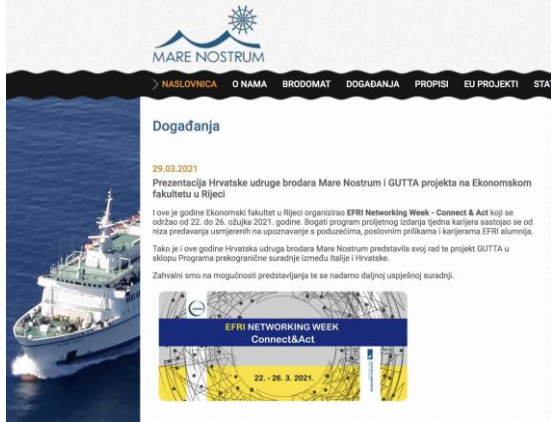 MARE NOSTRUM
NASLOVNICA O NAMA BRODOMAT DOGAĐANJA PROPISI EU PROJEKTI STA
Događanja
29.03.2021
Prezentacija Hrvatske udruge brodara Mare Nostrum i GUTTA projekta na Ekonomskom
fakultetu u Rijeci
I ove je godine Ekonomski fakultet u Rijeci organizirao EFRI Networking Week - Connect & Act koji se
održao od 22. do 26. ožujka 2021. godine. Bogati program proljetnog izdanja tjedna karijera sastojao se od
niza predavanja usmjerenih na upoznavanje s poduzećima, poslovnim prilikama i karijerama EFRI alumnija.
Tako je i ove godine Hrvatska udruga brodara Mare Nostrum predstavila svoj rad te projekt GUTTA u
sklopu Programa prekogranične suradnje između Italije i Hrvatske.
Zahvalni smo na mogućnosti predstavljanja te se nadamo daljnoj uspješnoj suradnji.
EFRI NETWORKING WEEK
Connect&Act
22. - 26. 3. 2021.